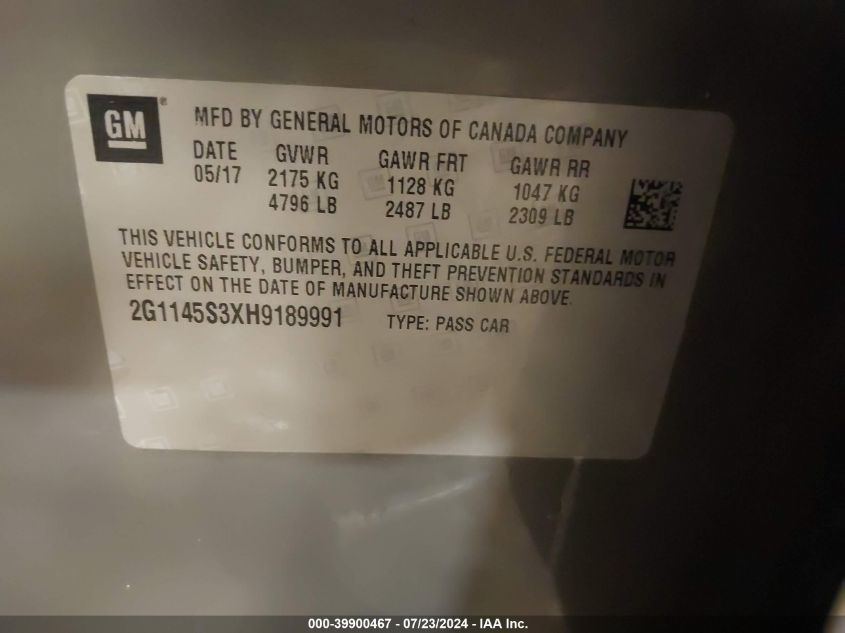 GM
MFD BY GENERAL MOTORS OF CANADA COMPANY
DATE GVWR GAWR FRT GAWR RR
05/17 2175 KG 1128 KG 1047 KG
4796 LB 2487 LB 2309 LB
THIS VEHICLE CONFORMS TO ALL APPLICABLE U.S. FEDERAL MOTOR
VEHICLE SAFETY, BUMPER, AND THEFT PREVENTION STANDARDS IN
EFFECT ON THE DATE OF MANUFACTURE SHOWN ABOVE.
2G1145S3XH9189991 TYPE: PASS CAR
000-39900467 - 07/23/2024 - IAA Inc.